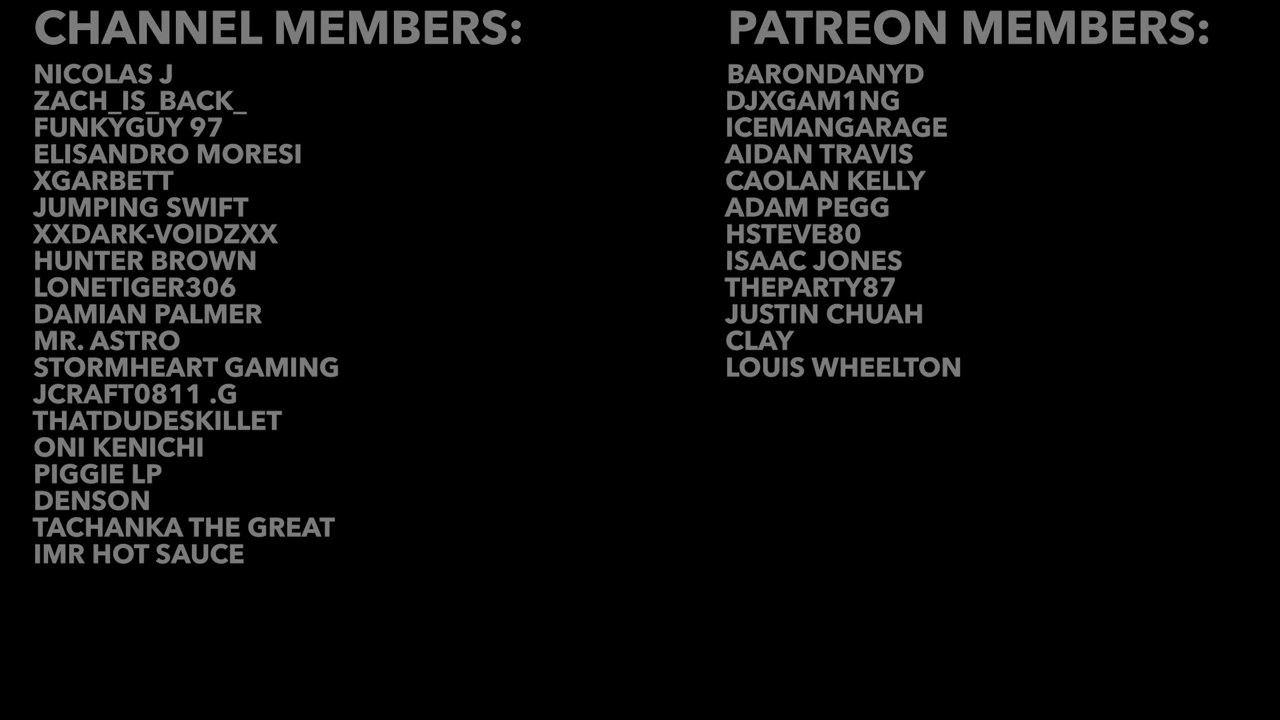 CHANNEL MEMBERS:
NICOLAS J
ZACH_IS_BACK_
FUNKYGUY 97
ELISANDRO MORESI
XGARBETT
JUMPING SWIFT
XXDARK-VOIDZXX
HUNTER BROWN
LONETIGER306
DAMIAN PALMER
MR. ASTRO
STORMHEART GAMING
JCRAFT0811 .G
THATDUDESKILLET
ONI KENICHI
PIGGIE LP
DENSON
TACHANKA THE GREAT
IMR HOT SAUCE
PATREON MEMBERS:
BARONDANYD
DJXGAM1NG
ICEMANGARAGE
AIDAN TRAVIS
CAOLAN KELLY
ADAM PEGG
HSTEVE80
ISAAC JONES
THEPARTY87
JUSTIN CHUAH
CLAY
LOUIS WHEELTON